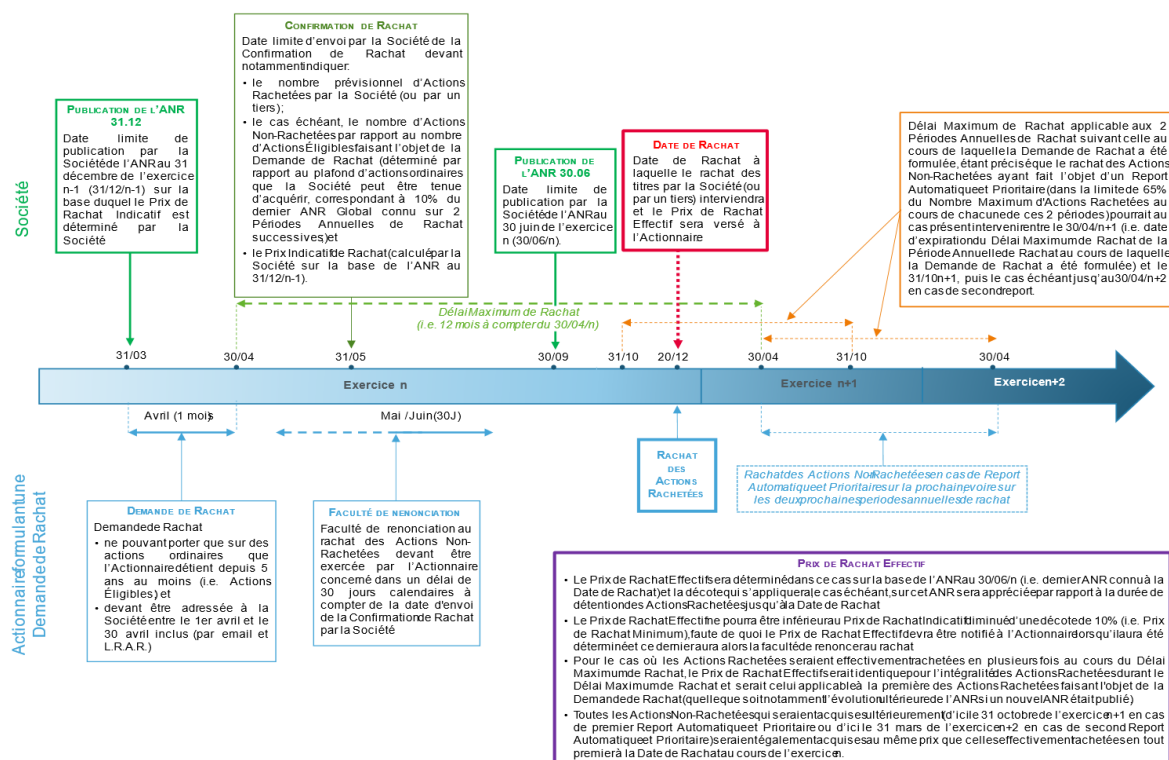 CONFIRMATION DE RACHAT
Date limite d'envoi par la Société de la
Confirmation de Rachat devant
notamment indiquer:
• le nombre prévisionnel d'Actions
Rachetées par la Société (ou par un
tiers);
• le cas échéant, le nombre d'Actions
Non-Rachetées par rapport au nombre
d'Actions Éligibles faisant l'objet de la
Demande de Rachat (déterminé par
rapport au plafond d'actions ordinaires
que la Société peut être tenue
d'acquérir, correspondant à 10% du
dernier ANR Global connu sur 2
Périodes Annuelles de Rachat
successives) et
• le Prix Indicatif de Rachat (calculé par la
Société sur la base de l'ANR au
31/12/n-1).
PUBLICATION DE L'ANR
31.12
Date limite de
publication par la
Société de l'ANR au 31
décembre de l'exercice
n-1 (31/12/n-1) sur la
base duquel le Prix de
Rachat Indicatif est
déterminé par la
Société
PUBLICATION DE
L'ANR 30.06
Date limite de
publication par la
Société de l'ANR au
30 juin de l'exercice
n (30/06/n).
DATE DE RACHAT
Date de Rachat à
laquelle le rachat des
titres par la Société (ou
par un tiers) interviendra
et le Prix de Rachat
Effectif sera versé à
l'Actionnaire
Délai Maximum de Rachat applicable aux 2
Périodes Annuelles de Rachat suivant celle au
cours de laquelle la Demande de Rachat a été
formulée, étant précisé que le rachat des Actions
Non-Rachetées ayant fait l'objet d'un Report
Automatique et Prioritaire (dans la limite de 65%
du Nombre Maximum d'Actions Rachetées au
cours de chacune de ces 2 périodes) pourrait au
cas présent intervenir entre le 30/04/n+1 (i.e. date
d'expiration du Délai Maximum de Rachat de la
Période Annuelle de Rachat au cours de laquelle
la Demande de Rachat a été formulée) et le
31/10n+1, puis le cas échéant jusqu'au 30/04/n+2
en cas de second report.
Société
Délai Maximum de Rachat
(i.e. 12 mois à compter du 30/04/n)
31/03 30/04 31/05 30/09 31/10 20/12 30/04 31/10 30/04
Exercice n Exercice n+1 Exercice n+2
Avril (1 mois) Mai / Juin (30J)
Actionnaire formulant une
Demande de Rachat
DEMANDE DE RACHAT
Demande de Rachat
• ne pouvant porter que sur des
actions ordinaires que
l'Actionnaire détient depuis 5
ans au moins (i.e. Actions
Éligibles) et
• devant être adressée à la
Société entre le 1er avril et le
30 avril inclus (par email et
L.R.A.R.)
FACULTÉ DE NENONCIATION
Faculté de renonciation au
rachat des Actions Non-
Rachetées devant être
exercée par l'Actionnaire
concerné dans un délai de
30 jours calendaires à
compter de la date d'envoi
de la Confirmation de Rachat
par la Société
RACHAT
DES
ACTIONS
RACHETÉES
Rachat des Actions Non-Rachetées en cas de Report
Automatique et Prioritaire sur la prochaine, voire sur
les deux prochaines periodes annuelles de rachat
PRIX DE RACHAT EFFECTIF
• Le Prix de Rachat Effectif sera déterminé dans ce cas sur la base de l'ANR au 30/06/n (i.e. dernier ANR connu à la
Date de Rachat) et la décote qui s'appliquera, le cas échéant, sur cet ANR sera appréciée par rapport à la durée de
détention des Actions Rachetées jusqu'à la Date de Rachat
• Le Prix de Rachat Effectif ne pourra être inférieur au Prix de Rachat Indicatif diminué d'une décote de 10% (i.e. Prix
de Rachat Minimum), faute de quoi le Prix de Rachat Effectif devra être notifié à l'Actionnaire lorsqu'il aura été
déterminé et ce dernier aura alors la faculté de renoncer au rachat
• Pour le cas où les Actions Rachetées seraient effectivement rachetées en plusieurs fois au cours du Délai
Maximum de Rachat, le Prix de Rachat Effectif serait identique pour l'intégralité des Actions Rachetées durant le
Délai Maximum de Rachat et serait celui applicable à la première des Actions Rachetées faisant l'objet de la
Demande de Rachat (quelle que soit notamment l'évolution ultérieure de l'ANR si un nouvel ANR était publié)
• Toutes les Actions Non-Rachetées qui seraient acquises ultérieurement (d'ici le 31 octobre de l'exercice n+1 en cas
de premier Report Automatique et Prioritaire ou d'ici le 31 mars de l'exercice n+2 en cas de second Report
Automatique et Prioritaire) seraient également acquises au même prix que celles effectivement rachetées en tout
premier à la Date de Rachat au cours de l'exercice n.